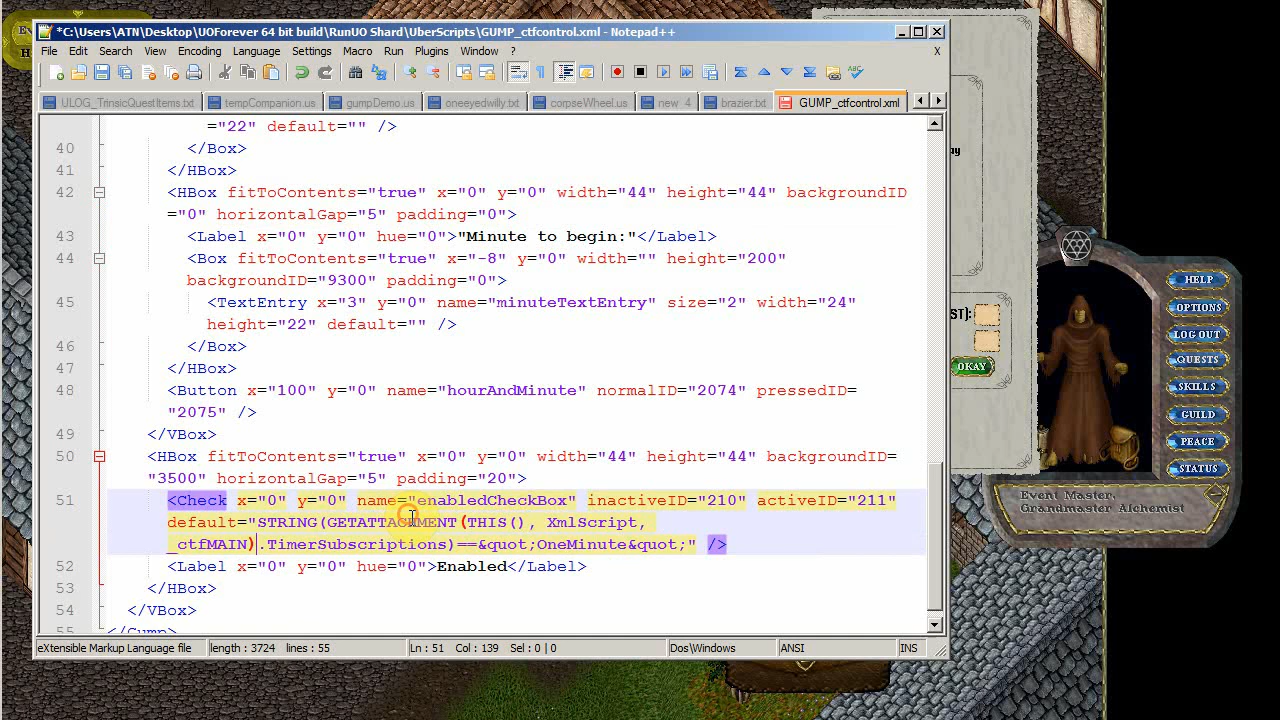 *C:\Users\ATN\Desktop\UOForever 64 bit build\RunUO Shard\UberScripts\GUMP_ctfcontrol.xml - Notepad++
File Edit Search View Encoding Language Settings Macro Run Plugins Window ? X
ULOG_TrinsicQuestItems.txt tempCompanion.us gumpDemo.us oneeyedwilly.txt corpseWheel.us new 4 brazier.txt GUMP_ctfcontrol.xml
="22" default="" />
40 </Box>
41 </HBox>
42 <HBox fitToContents="true" x="0" y="0" width="44" height="44" backgroundID
="0" horizontalGap="5" padding="0">
43 <Label x="0" y="0" hue="0">"Minute to begin:"</Label>
44 <Box fitToContents="true" x="-8" y="0" width="" height="200"
backgroundID="9300" padding="0">
45 <TextEntry x="3" y="0" name="minuteTextEntry" size="2" width="24"
height="22" default="" />
46 </Box>
47 </HBox>
48 <Button x="100" y="0" name="hourAndMinute" normalID="2074" pressedID=
"2075" />
49 </VBox>
50 <HBox fitToContents="true" x="0" y="0" width="44" height="44" backgroundID=
"3500" horizontalGap="5" padding="20">
51 <Check x="0" y="0" name="enabledCheckBox" inactiveID="210" activeID="211"
default="STRING(GETATTACHMENT(THIS(), XmlScript,
_ctfMAIN).TimerSubscriptions)==&quot;OneMinute&quot;" />
52 <Label x="0" y="0" hue="0">Enabled</Label>
53 </HBox>
54 </VBox>
55 </Gump>
eXtensible Markup Language file length : 3724 lines : 55 Ln : 51 Col : 139 Sel : 0 | 0 Dos\Windows ANSI INS
ST):
OKAY
HELP
OPTIONS
LOG OUT
QUESTS
SKILLS
GUILD
PEACE
STATUS
Event Master,
Grandmaster Alchemist